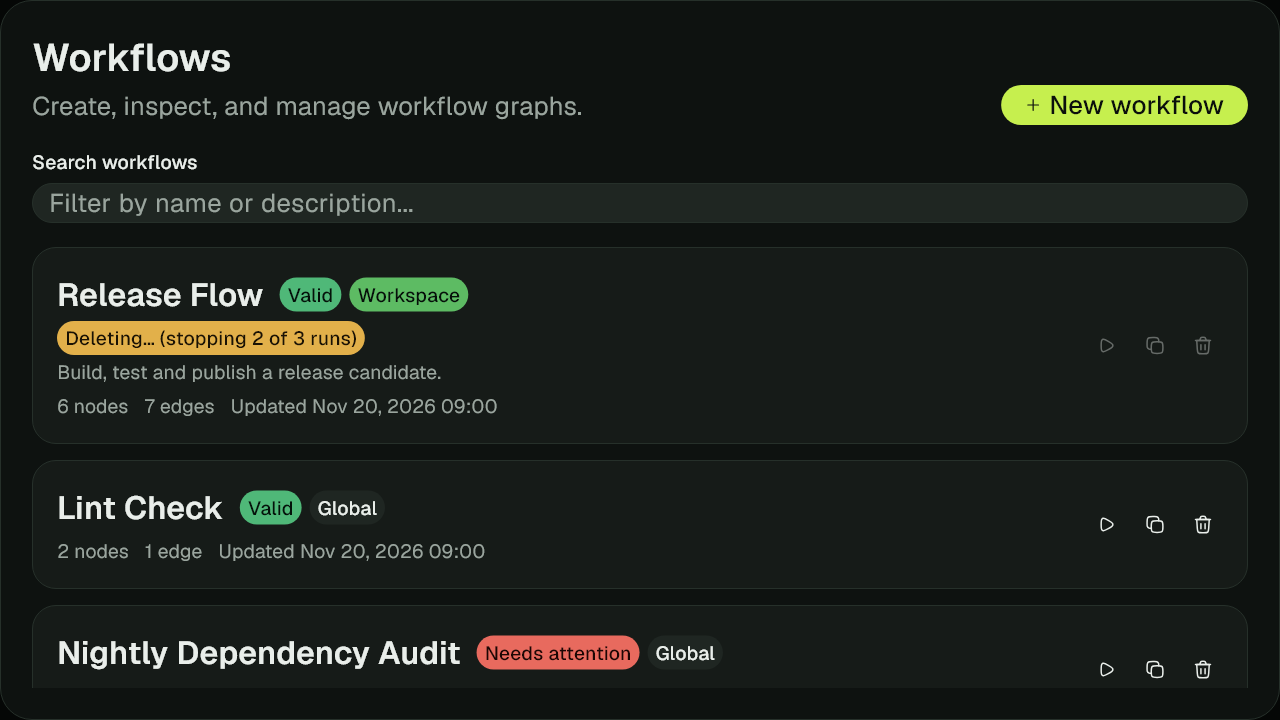 Workflows
Create, inspect, and manage workflow graphs.
+ New workflow
Search workflows
Filter by name or description...
Release Flow Valid Workspace
Deleting... (stopping 2 of 3 runs)
Build, test and publish a release candidate.
6 nodes 7 edges Updated Nov 20, 2026 09:00
Lint Check Valid Global
2 nodes 1 edge Updated Nov 20, 2026 09:00
Nightly Dependency Audit Needs attention Global